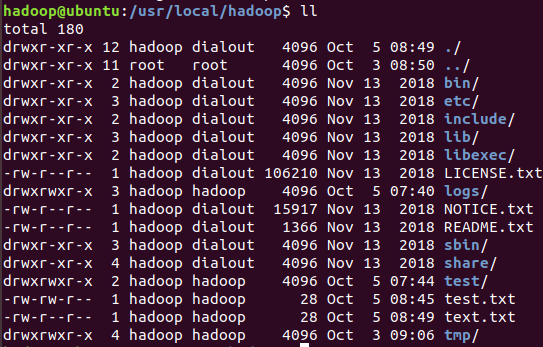 hadoop@ubuntu:/usr/local/hadoop$ ll
total 180
drwxr-xr-x 12 hadoop dialout   4096 Oct  5 08:49 ./
drwxr-xr-x 11 root   root      4096 Oct  3 08:50 ../
drwxr-xr-x  2 hadoop dialout   4096 Nov 13  2018 bin/
drwxr-xr-x  3 hadoop dialout   4096 Nov 13  2018 etc/
drwxr-xr-x  2 hadoop dialout   4096 Nov 13  2018 include/
drwxr-xr-x  3 hadoop dialout   4096 Nov 13  2018 lib/
drwxr-xr-x  2 hadoop dialout   4096 Nov 13  2018 libexec/
-rw-r--r--  1 hadoop dialout 106210 Nov 13  2018 LICENSE.txt
drwxrwxr-x  3 hadoop hadoop    4096 Oct  5 07:40 logs/
-rw-r--r--  1 hadoop dialout  15917 Nov 13  2018 NOTICE.txt
-rw-r--r--  1 hadoop dialout   1366 Nov 13  2018 README.txt
drwxr-xr-x  3 hadoop dialout   4096 Nov 13  2018 sbin/
drwxr-xr-x  4 hadoop dialout   4096 Nov 13  2018 share/
drwxrwxr-x  2 hadoop hadoop    4096 Oct  5 07:44 test/
-rw-rw-r--  1 hadoop hadoop      28 Oct  5 08:45 test.txt
-rw-rw-r--  1 hadoop hadoop      28 Oct  5 08:49 text.txt
drwxrwxr-x  4 hadoop hadoop    4096 Oct  3 09:06 tmp/